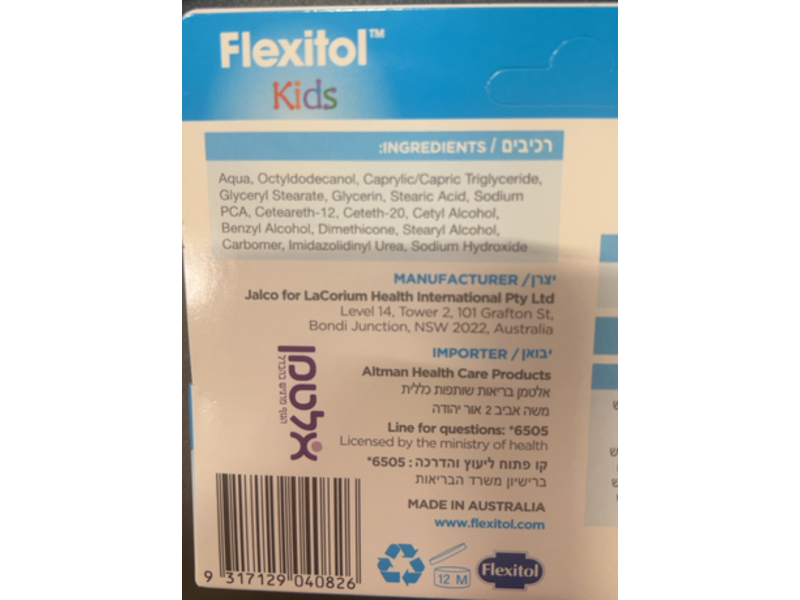 Flexitol™
Kids
רכיבים / INGREDIENTS:
Aqua, Octyldodecanol, Caprylic/Capric Triglyceride,
Glyceryl Stearate, Glycerin, Stearic Acid, Sodium
PCA, Ceteareth-12, Ceteth-20, Cetyl Alcohol,
Benzyl Alcohol, Dimethicone, Stearyl Alcohol,
Carbomer, Imidazolidinyl Urea, Sodium Hydroxide
יצרן/ MANUFACTURER
Jalco for LaCorium Health International Pty Ltd
Level 14, Tower 2, 101 Grafton St,
Bondi Junction, NSW 2022, Australia
יבואן/ IMPORTER
Altman Health Care Products
אלטמן בריאות שותפות כללית
משה אביב 2 אור יהודה
Line for questions: *6505
Licensed by the ministry of health
קו פתוח ליעוץ והדרכה: 6505*
ברישיון משרד הבריאות
MADE IN AUSTRALIA
www.flexitol.com
אלטמן
9 317129 040826
12 M
Flexitol